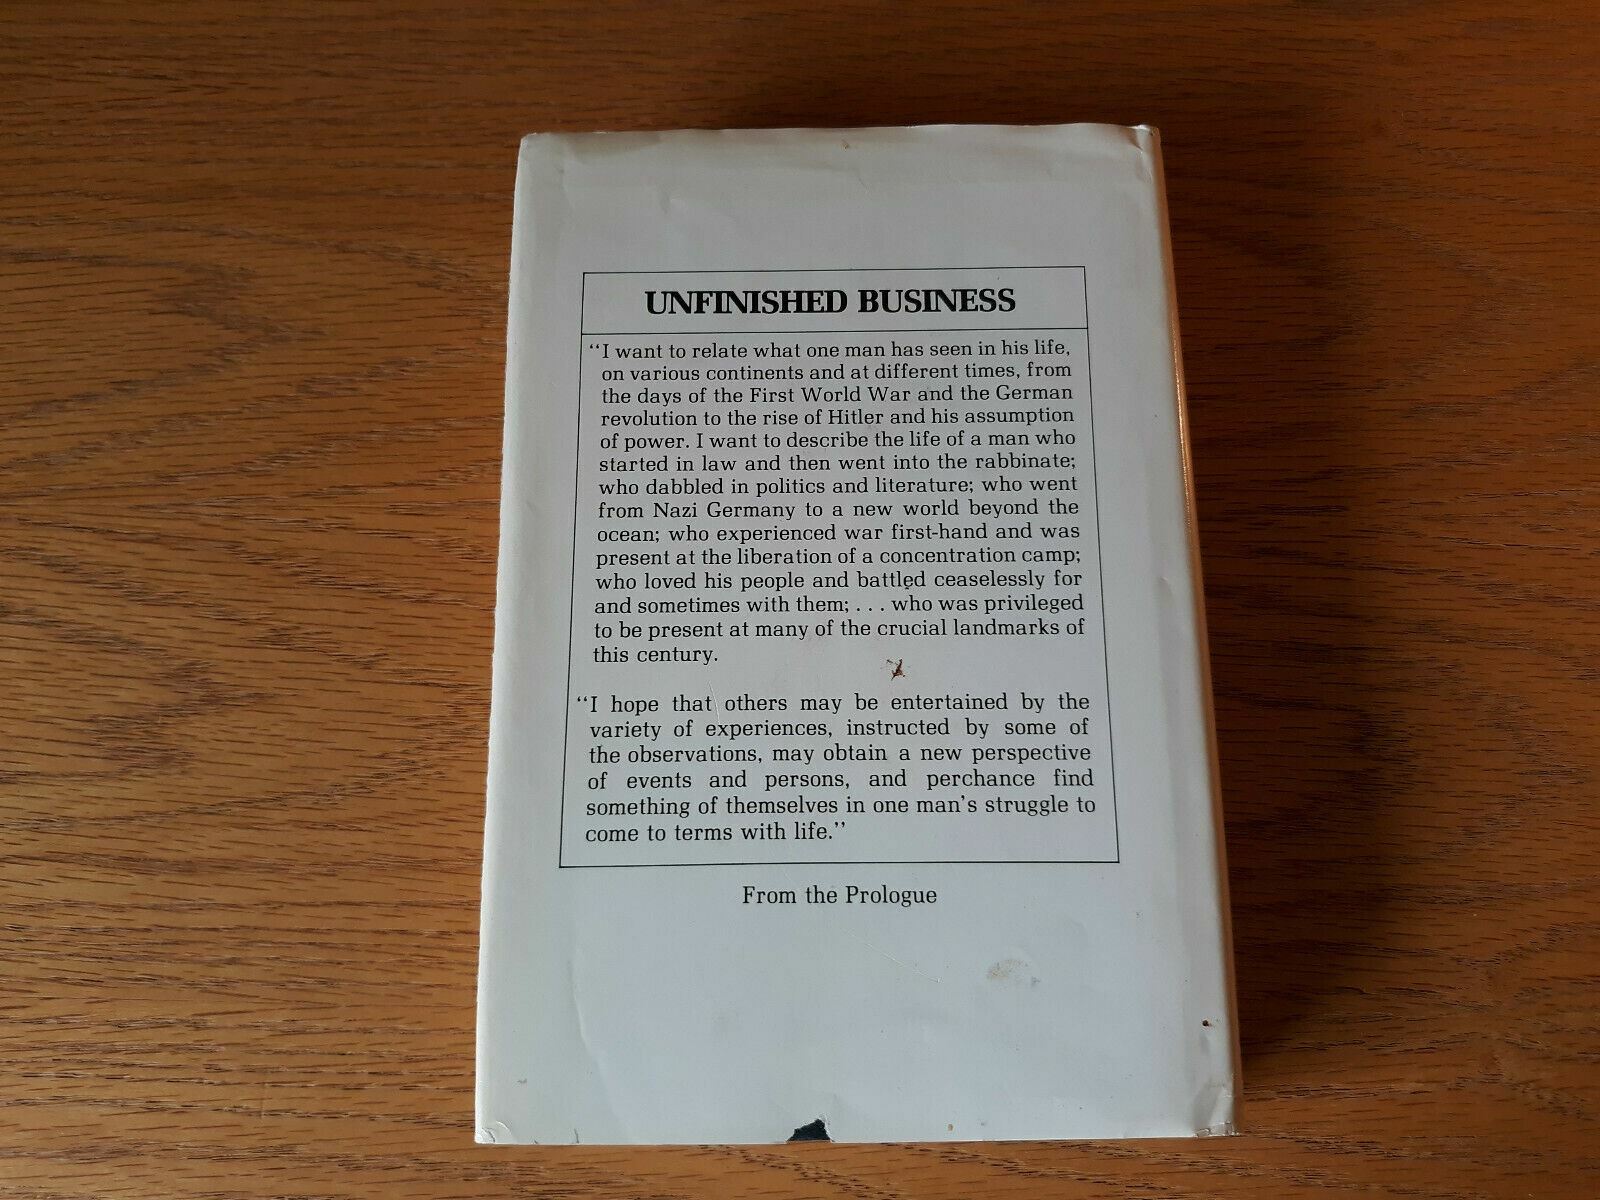 UNFINISHED BUSINESS
“I want to relate what one man has seen in his life,
on various continents and at different times, from
the days of the First World War and the German
revolution to the rise of Hitler and his assumption
of power. I want to describe the life of a man who
started in law and then went into the rabbinate;
who dabbled in politics and literature; who went
from Nazi Germany to a new world beyond the
ocean; who experienced war first-hand and was
present at the liberation of a concentration camp;
who loved his people and battled ceaselessly for
and sometimes with them; . . . who was privileged
to be present at many of the crucial landmarks of
this century.
“I hope that others may be entertained by the
variety of experiences, instructed by some of
the observations, may obtain a new perspective
of events and persons, and perchance find
something of themselves in one man's struggle to
come to terms with life.”
From the Prologue